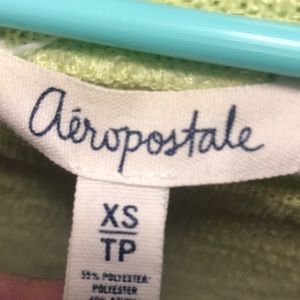 aéropostale
XS
TP
55% POLYESTER
POLYESTER